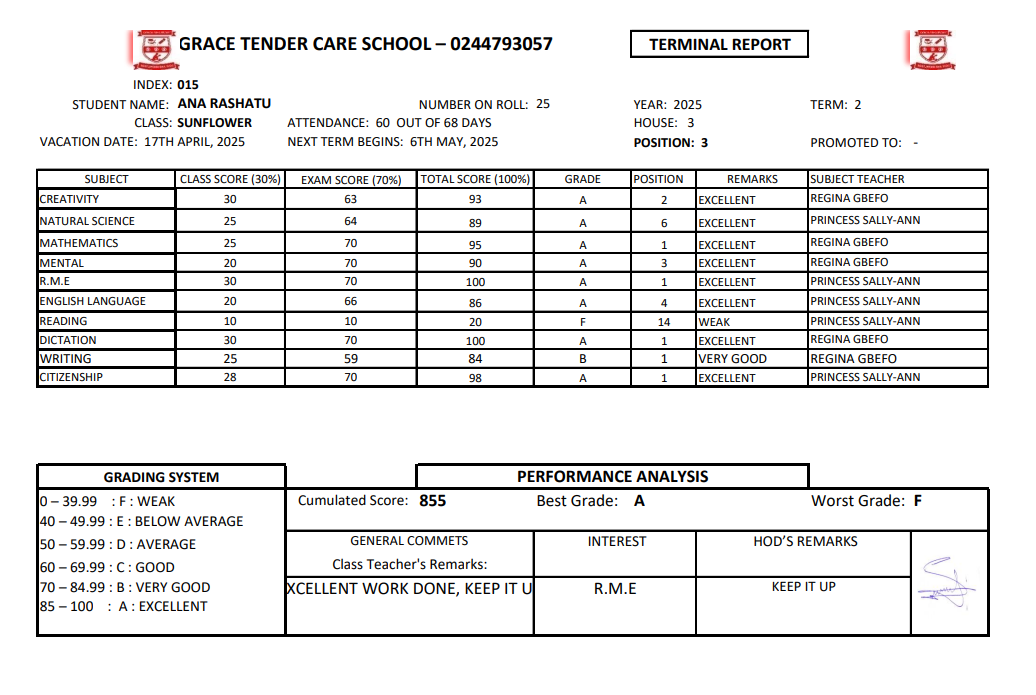 GRACE TENDER CARE SCHOOL – 0244793057 TERMINAL REPORT
INDEX: 015
STUDENT NAME: ANA RASHATU NUMBER ON ROLL: 25 YEAR: 2025 TERM: 2
CLASS: SUNFLOWER ATTENDANCE: 60 OUT OF 68 DAYS HOUSE: 3
VACATION DATE: 17TH APRIL, 2025 NEXT TERM BEGINS: 6TH MAY, 2025 POSITION: 3 PROMOTED TO: -
SUBJECT CLASS SCORE (30%) EXAM SCORE (70%) TOTAL SCORE (100%) GRADE POSITION REMARKS SUBJECT TEACHER
CREATIVITY 30 63 93 A 2 EXCELLENT REGINA GBEFO
NATURAL SCIENCE 25 64 89 A 6 EXCELLENT PRINCESS SALLY-ANN
MATHEMATICS 25 70 95 A 1 EXCELLENT REGINA GBEFO
MENTAL 20 70 90 A 3 EXCELLENT REGINA GBEFO
R.M.E 30 70 100 A 1 EXCELLENT PRINCESS SALLY-ANN
ENGLISH LANGUAGE 20 66 86 A 4 EXCELLENT PRINCESS SALLY-ANN
READING 10 10 20 F 14 WEAK PRINCESS SALLY-ANN
DICTATION 30 70 100 A 1 EXCELLENT REGINA GBEFO
WRITING 25 59 84 B 1 VERY GOOD REGINA GBEFO
CITIZENSHIP 28 70 98 A 1 EXCELLENT PRINCESS SALLY-ANN
GRADING SYSTEM
0 – 39.99 : F : WEAK
40 – 49.99 : E : BELOW AVERAGE
50 – 59.99 : D : AVERAGE
60 – 69.99 : C : GOOD
70 – 84.99 : B : VERY GOOD
85 – 100 : A : EXCELLENT
PERFORMANCE ANALYSIS
Cumulated Score: 855 Best Grade: A Worst Grade: F
GENERAL COMMETS INTEREST HOD'S REMARKS
Class Teacher's Remarks:
XCELLENT WORK DONE, KEEP IT U R.M.E KEEP IT UP